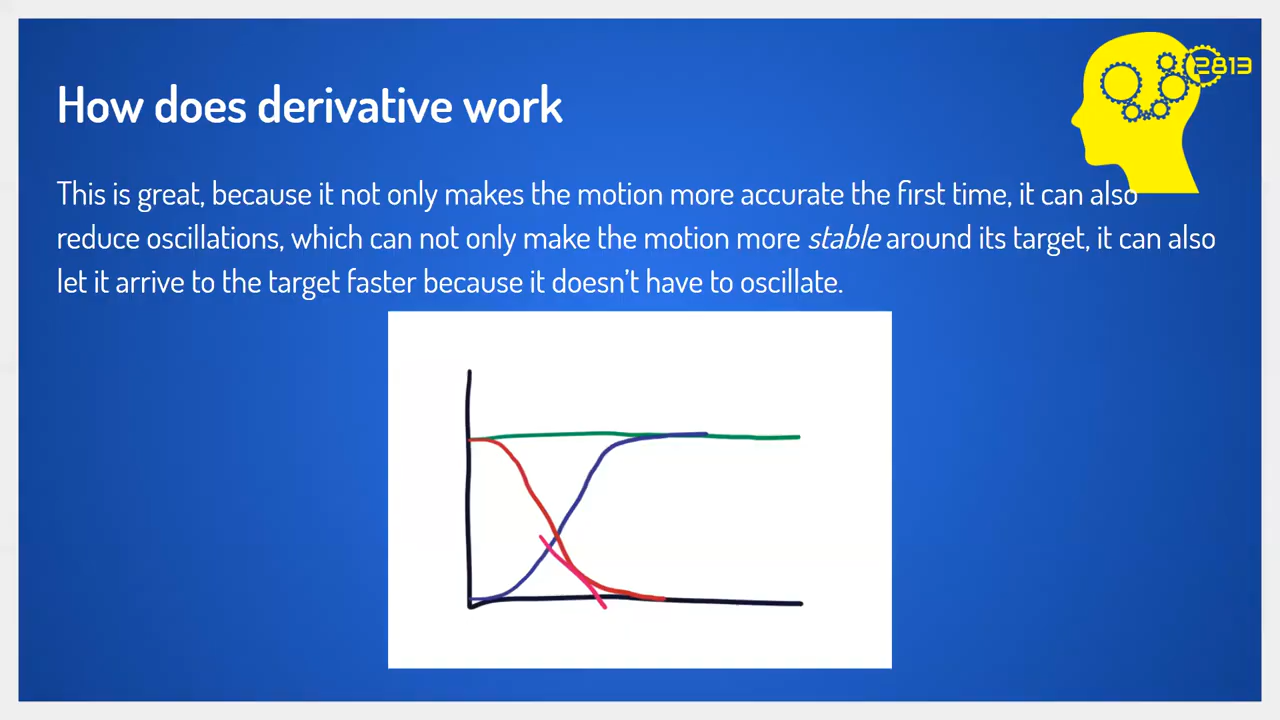 2813
How does derivative work
This is great, because it not only makes the motion more accurate the first time, it can also
reduce oscillations, which can not only make the motion more stable around its target, it can also
let it arrive to the target faster because it doesn't have to oscillate.